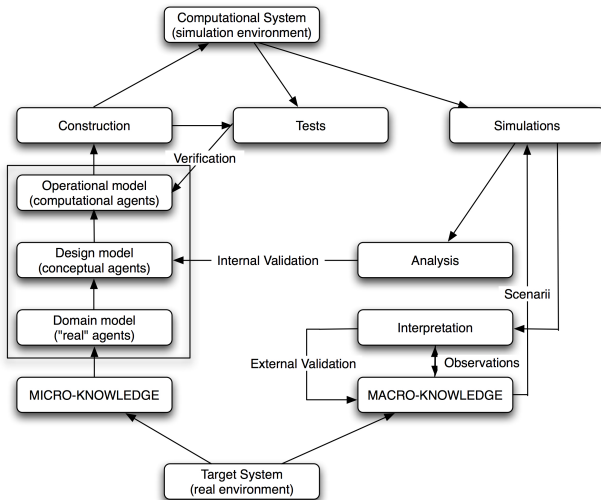 Computational System
(simulation environment)
Construction
Tests
Simulations
Verification
Operational model
(computational agents)
Design model
(conceptual agents)
Internal Validation
Analysis
Scenarii
Domain model
("real" agents)
Interpretation
External Validation
Observations
MICRO-KNOWLEDGE
MACRO-KNOWLEDGE
Target System
(real environment)